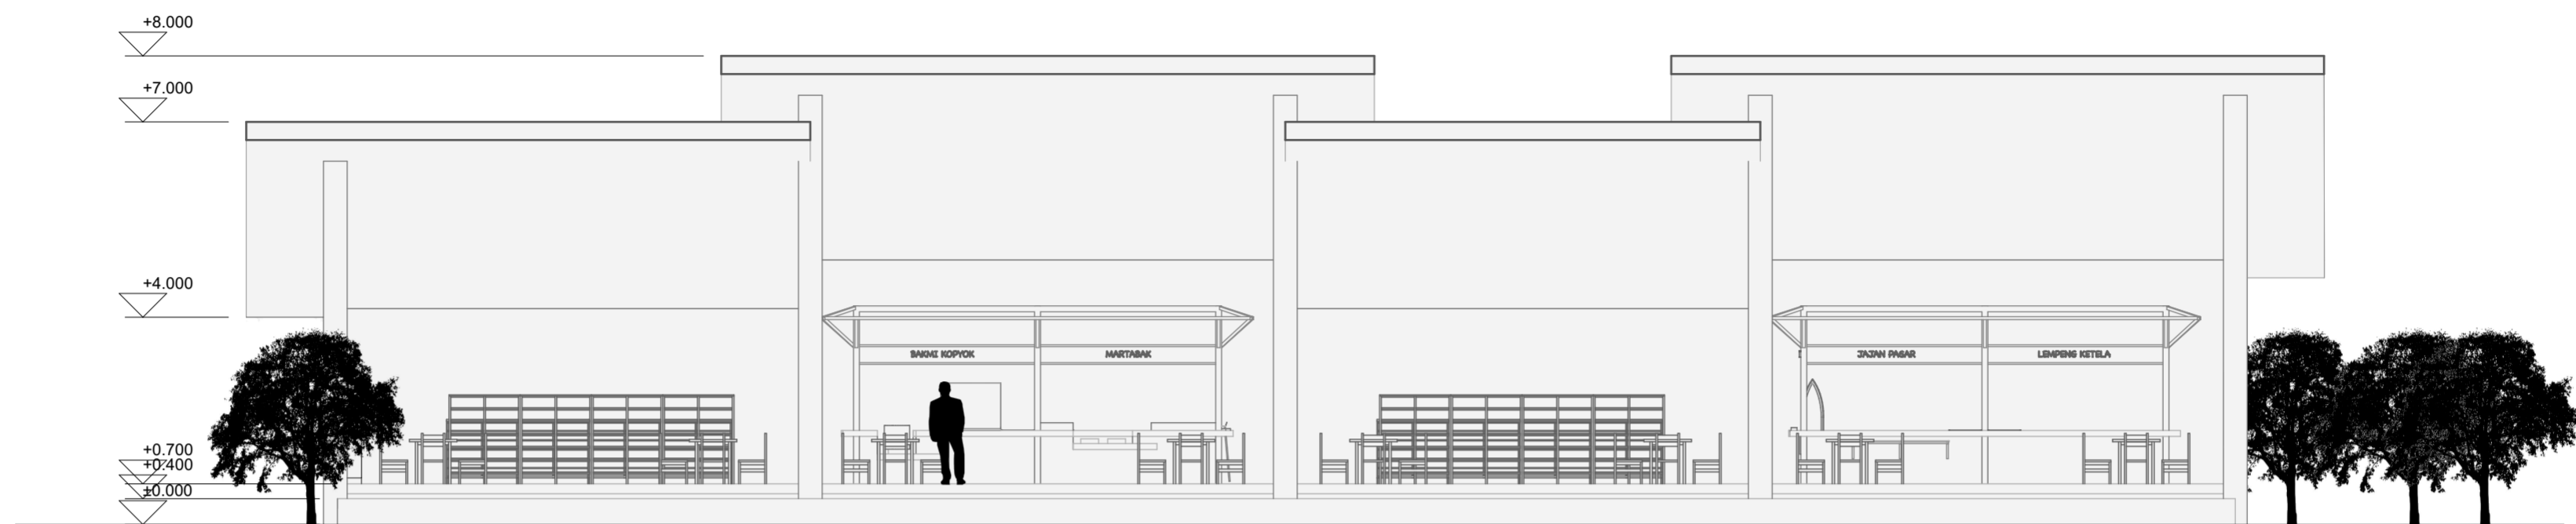 +8.000
+7.000
+4.000
BAKMI KOPYOK
MARTABAK
JAJAN PASAR
LEMPENG KETELA
+0.700
+0.400
±0.000